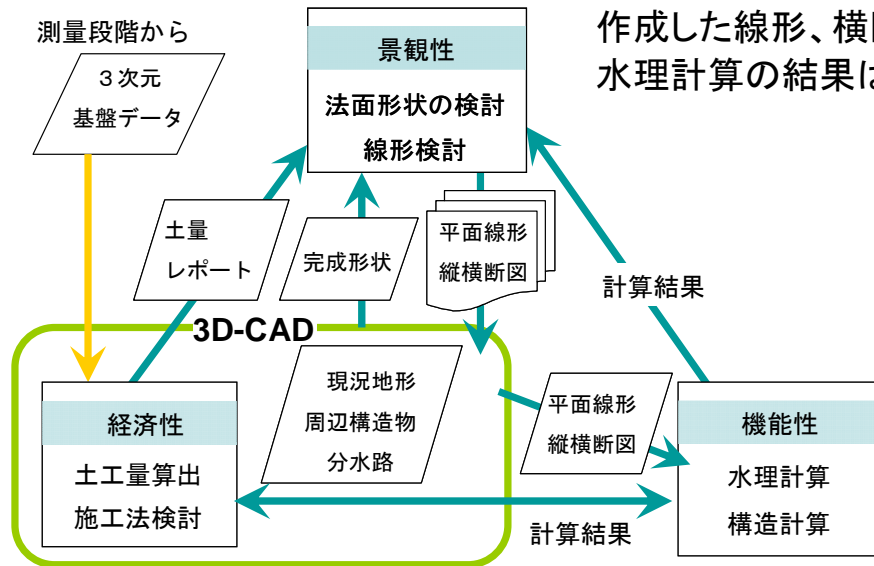 測量段階から
３次元
基盤データ
景観性
法面形状の検討
線形検討
作成した線形、横
水理計算の結果は
土量
レポート
完成形状
平面線形
縦横断図
計算結果
3D-CAD
現況地形
周辺構造物
分水路
平面線形
縦横断図
経済性
土工量算出
施工法検討
機能性
水理計算
構造計算
計算結果